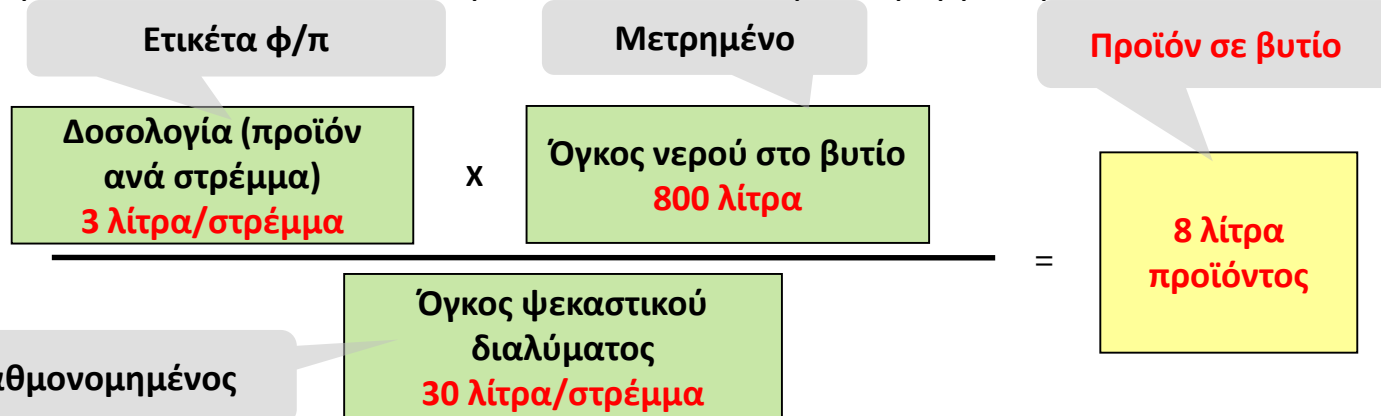 Ετικέτα φ/π
Μετρημένο
Προϊόν σε βυτίο
Δοσολογία (προϊόν
ανά στρέμμα)
3 λίτρα/στρέμμα
X
Όγκος νερού στο βυτίο
800 λίτρα
=
8 λίτρα
προϊόντος
Όγκος ψεκαστικού
διαλύματος
30 λίτρα/στρέμμα
αθμονομημένος